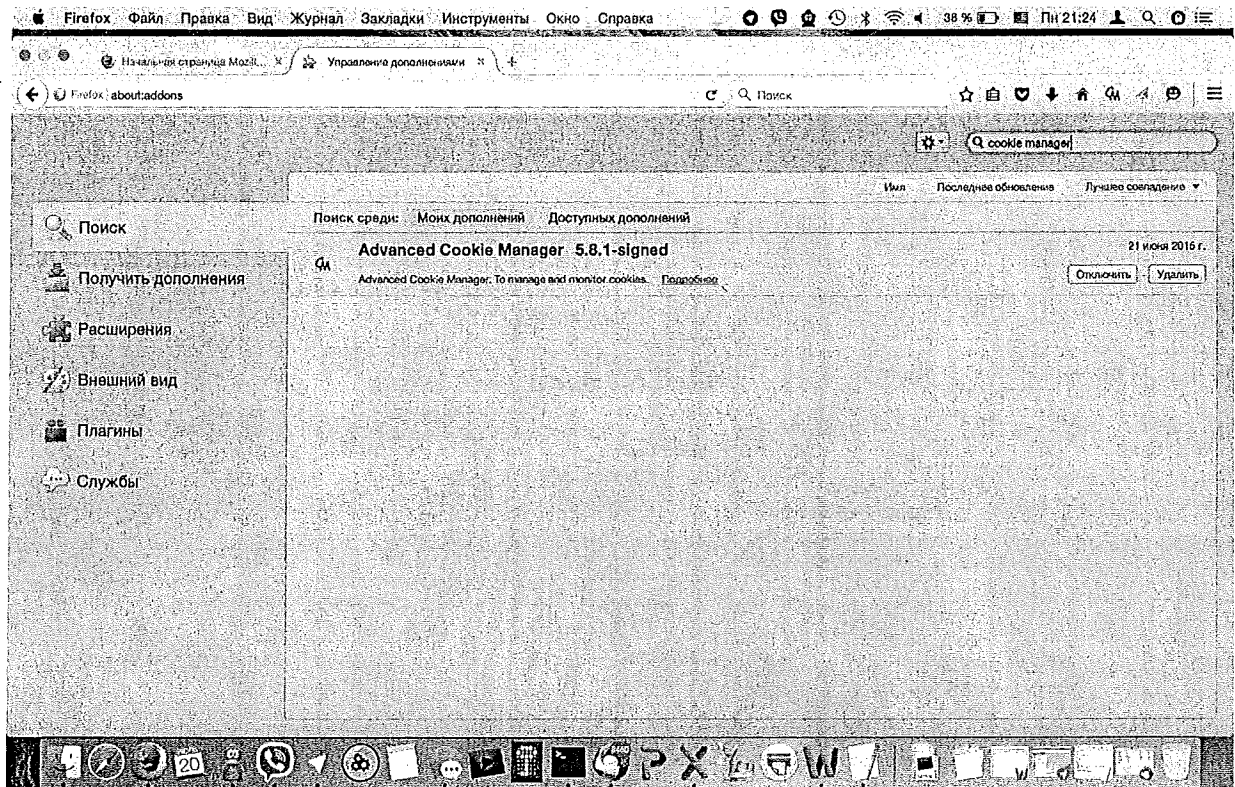 Firefox Файл Правка Вид Журнал Закладки Инструменты Окно Справка 38 % Пн 21:24
Начальная страница Mozil... × Управление дополнениями × +
Firefox about:addons Поиск
cookie manager
Имя Последнее обновление Лучшее совпадение ▼
Поиск
Поиск среди: Моих дополнений Доступных дополнений
Advanced Cookie Manager 5.8.1-signed 21 июня 2015 г.
Advanced Cookie Manager. To manage and monitor cookies. Подробнее Отключить Удалить
Получить дополнения
Расширения
Внешний вид
Плагины
Службы
20